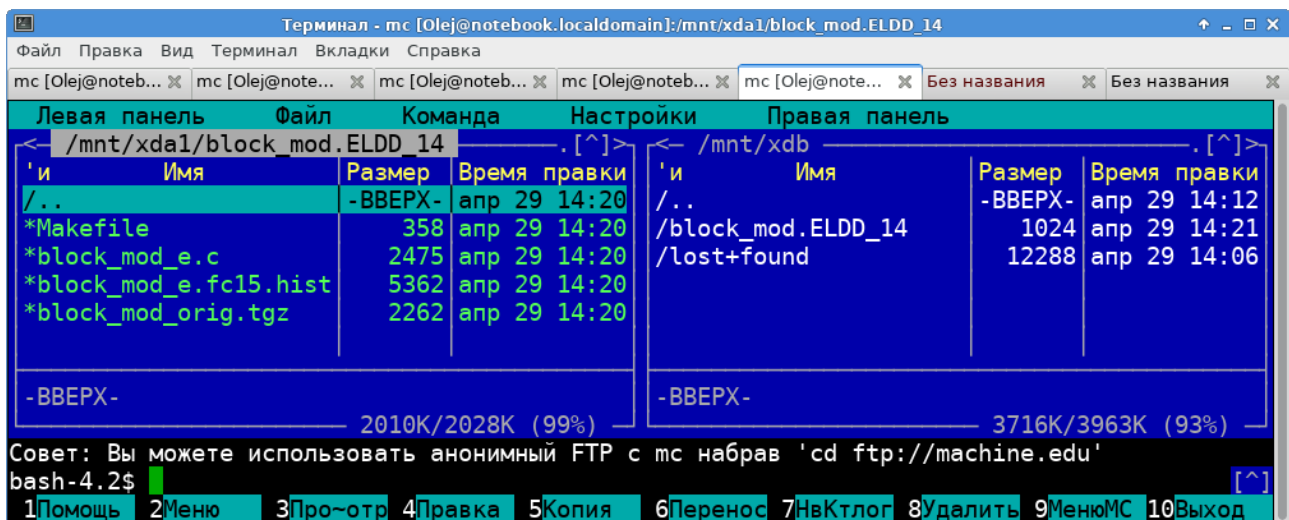 Терминал - mc [Olej@notebook.localdomain]:/mnt/xda1/block_mod.ELDD_14
Файл Правка Вид Терминал Вкладки Справка
mc [Olej@noteb... mc [Olej@note... mc [Olej@noteb... mc [Olej@noteb... mc [Olej@note... Без названия Без названия
Левая панель Файл Команда Настройки Правая панель
<─ /mnt/xda1/block_mod.ELDD_14 ─.[^]> <─ /mnt/xdb ─.[^]>
'и Имя Размер Время правки 'и Имя Размер Время правки
/.. -ВВЕРХ- апр 29 14:20 /.. -ВВЕРХ- апр 29 14:12
*Makefile 358 апр 29 14:20 /block_mod.ELDD_14 1024 апр 29 14:21
*block_mod_e.c 2475 апр 29 14:20 /lost+found 12288 апр 29 14:06
*block_mod_e.fc15.hist 5362 апр 29 14:20
*block_mod_orig.tgz 2262 апр 29 14:20
-ВВЕРХ- -ВВЕРХ-
2010K/2028K (99%) 3716K/3963K (93%)
Совет: Вы можете использовать анонимный FTP с mc набрав 'cd ftp://machine.edu'
bash-4.2$ [^]
1Помощь 2Меню 3Про~отр 4Правка 5Копия 6Перенос 7НвКтлог 8Удалить 9МенюMC 10Выход